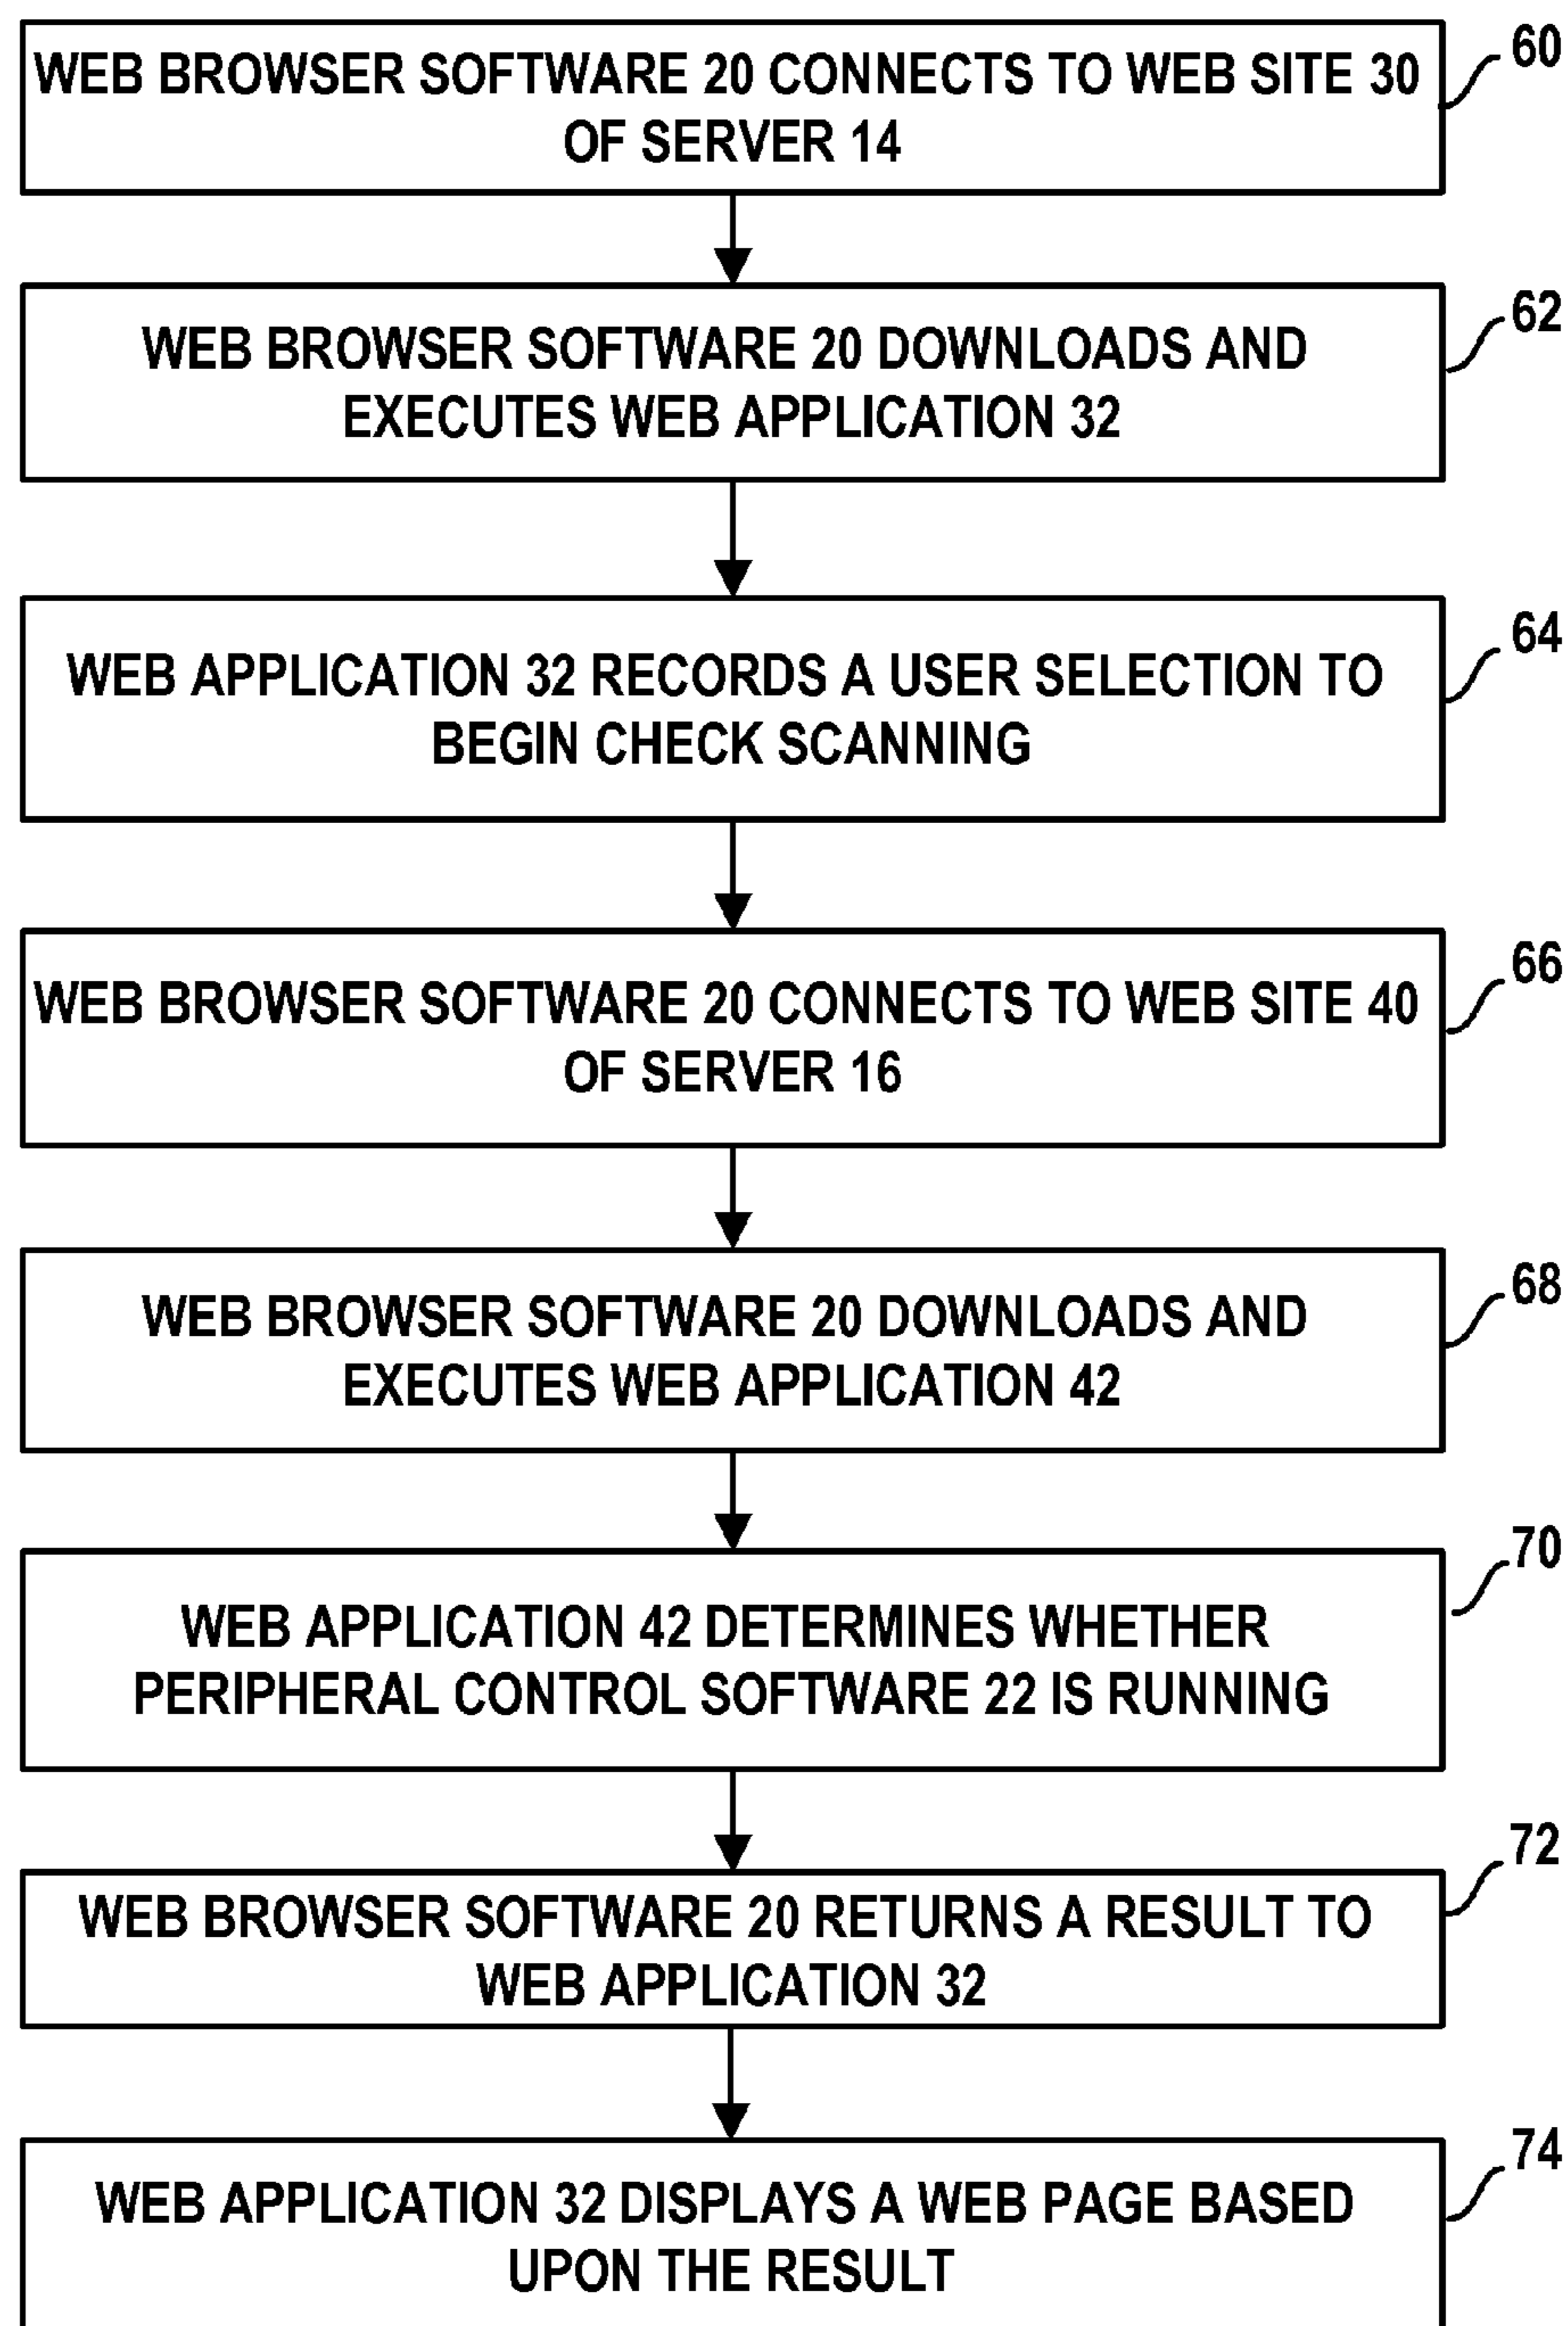 WEB BROWSER SOFTWARE 20 CONNECTS TO WEB SITE 30
OF SERVER 14
60
WEB BROWSER SOFTWARE 20 DOWNLOADS AND
EXECUTES WEB APPLICATION 32
62
WEB APPLICATION 32 RECORDS A USER SELECTION TO
BEGIN CHECK SCANNING
64
WEB BROWSER SOFTWARE 20 CONNECTS TO WEB SITE 40
OF SERVER 16
66
WEB BROWSER SOFTWARE 20 DOWNLOADS AND
EXECUTES WEB APPLICATION 42
68
WEB APPLICATION 42 DETERMINES WHETHER
PERIPHERAL CONTROL SOFTWARE 22 IS RUNNING
70
WEB BROWSER SOFTWARE 20 RETURNS A RESULT TO
WEB APPLICATION 32
72
WEB APPLICATION 32 DISPLAYS A WEB PAGE BASED
UPON THE RESULT
74